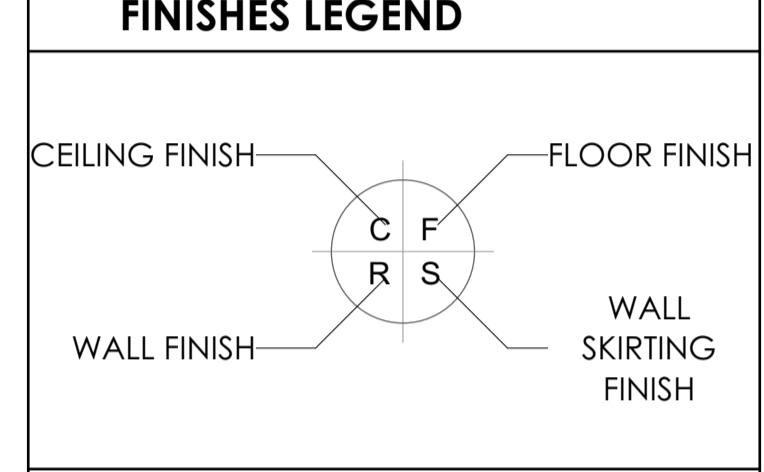 FINISHES LEGEND
CEILING FINISH
FLOOR FINISH
C F
R S
WALL FINISH
WALL
SKIRTING
FINISH